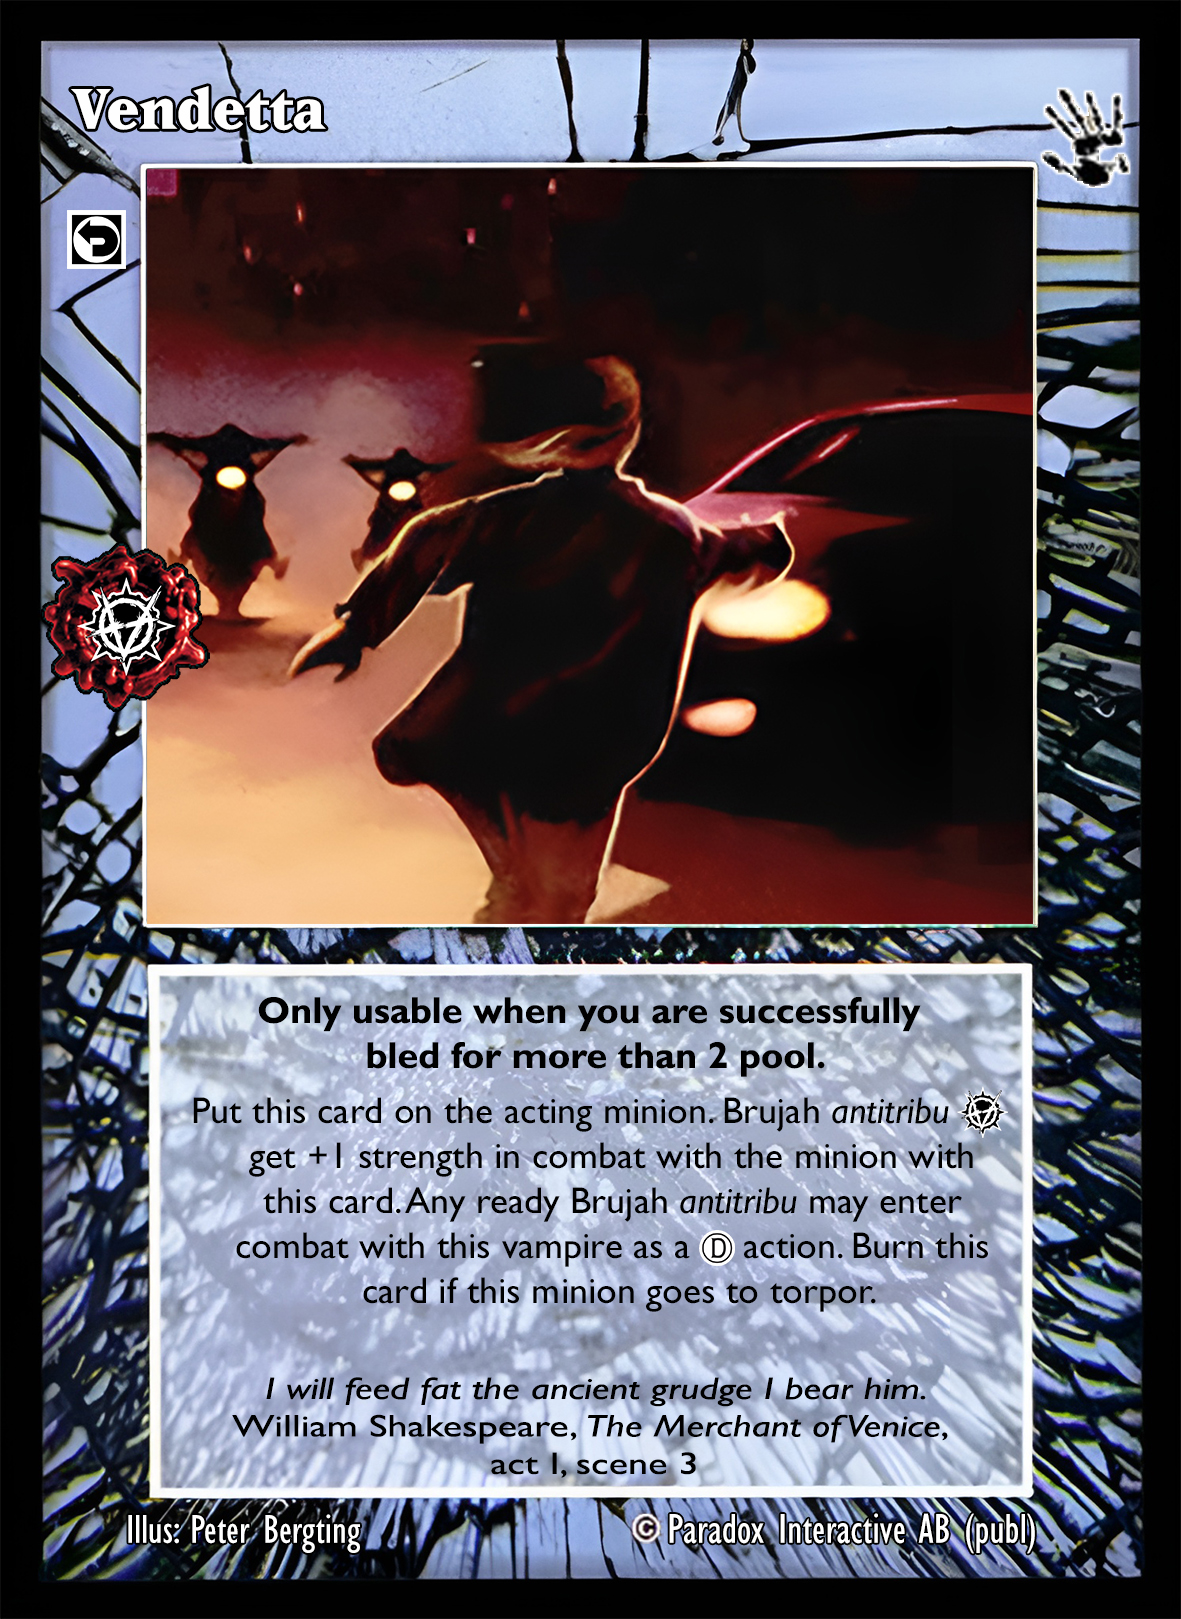 Vendetta
Only usable when you are successfully
bled for more than 2 pool.
Put this card on the acting minion. Brujah antitribu
get +1 strength in combat with the minion with
this card. Any ready Brujah antitribu may enter
combat with this vampire as a Ⓓ action. Burn this
card if this minion goes to torpor.
I will feed fat the ancient grudge I bear him.
William Shakespeare, The Merchant of Venice,
act I, scene 3
Illus: Peter Bergting
© Paradox Interactive AB (publ)